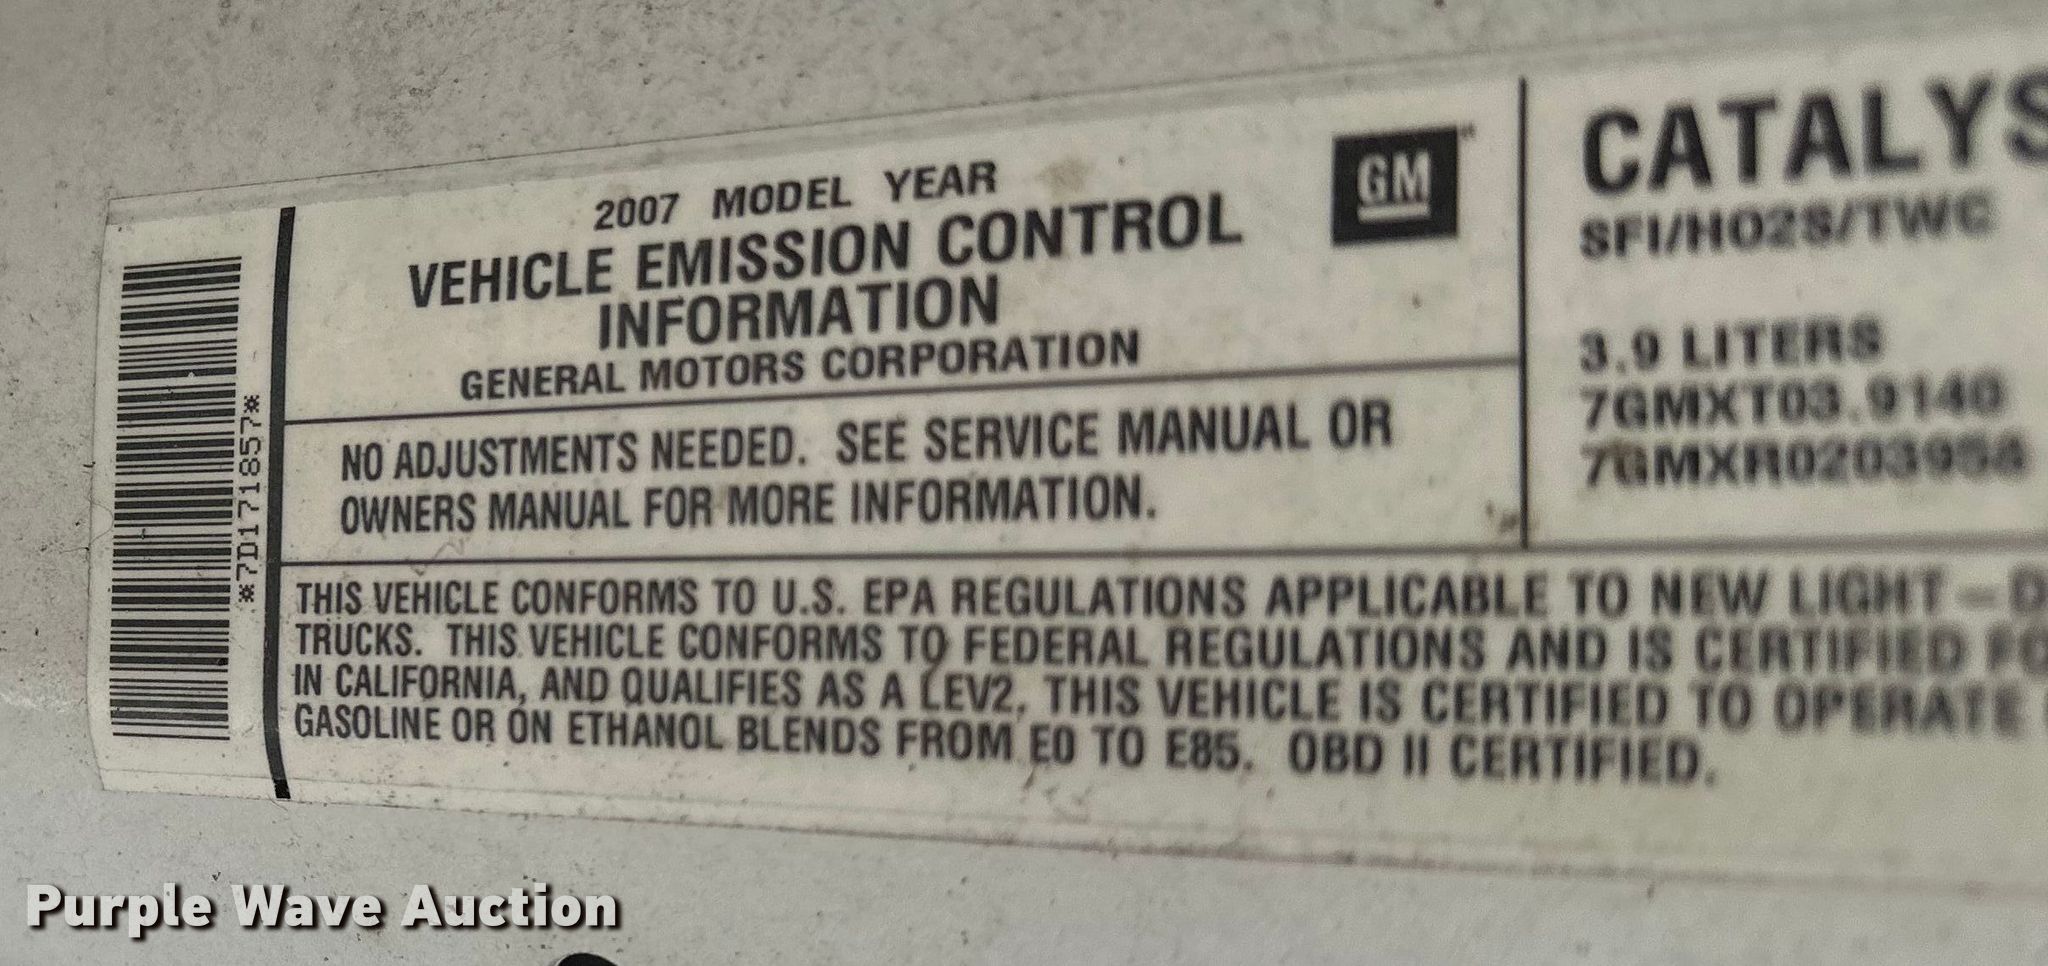 2007 MODEL YEAR
VEHICLE EMISSION CONTROL
INFORMATION
GENERAL MOTORS CORPORATION
GM
NO ADJUSTMENTS NEEDED. SEE SERVICE MANUAL OR
OWNERS MANUAL FOR MORE INFORMATION.
*7D171857*
CATALYS
SFI/HO2S/TWC
3.9 LITERS
7GMXT03.9148
THIS VEHICLE CONFORMS TO U.S. EPA REGULATIONS APPLICABLE TO NEW LIGHT-D
TRUCKS. THIS VEHICLE CONFORMS TO FEDERAL REGULATIONS AND IS CERTIFIED FO
IN CALIFORNIA, AND QUALIFIES AS A LEV2, THIS VEHICLE IS CERTIFIED TO OPERATE
GASOLINE OR ON ETHANOL BLENDS FROM E0 TO E85. OBD II CERTIFIED.
Purple Wave Auction